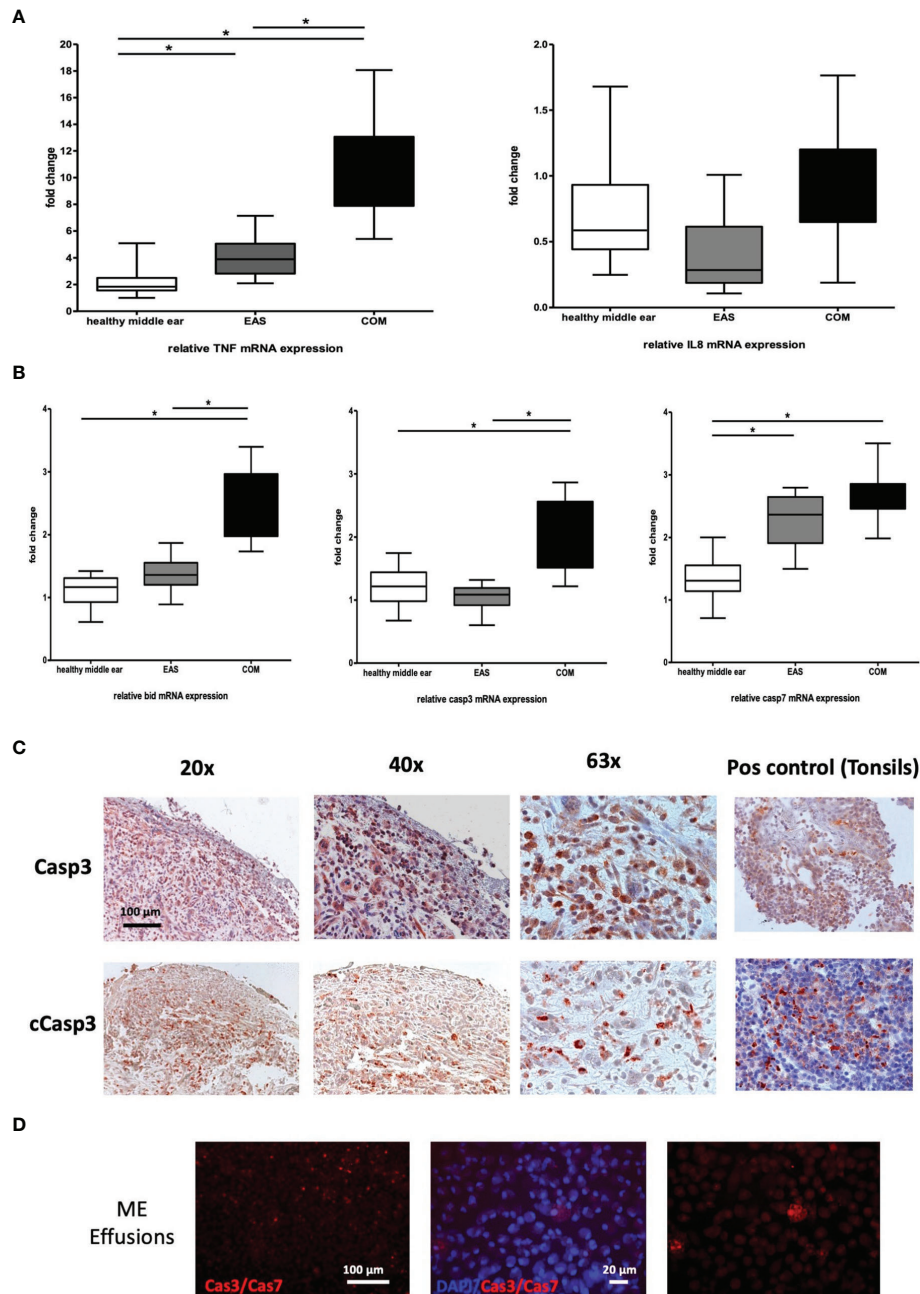 A
* *
*
20
18
16
14
12
10
8
6
4
2
0
fold change
healthy middle ear EAS COM
relative TNF mRNA expression
2.0
1.5
1.0
0.5
0.0
fold change
healthy middle ear EAS COM
relative IL8 mRNA expression
B
*
*
4
3
2
1
0
fold change
healthy middle ear EAS COM
relative bid mRNA expression
*
*
4
3
2
1
0
fold change
healthy middle ear EAS COM
relative casp3 mRNA expression
*
*
4
3
2
1
0
fold change
healthy middle ear EAS COM
relative casp7 mRNA expression
C
20x 40x 63x Pos control (Tonsils)
Casp3
100 µm
cCasp3
D
ME
Effusions
Cas3/Cas7
100 µm
DAPI/Cas3/Cas7
20 µm